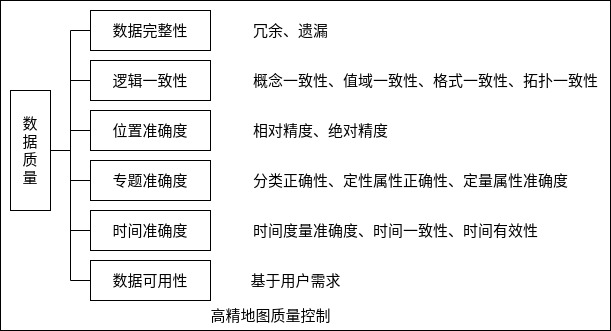 数据质量
数据完整性 冗余、遗漏
逻辑一致性 概念一致性、值域一致性、格式一致性、拓扑一致性
位置准确度 相对精度、绝对精度
专题准确度 分类正确性、定性属性正确性、定量属性准确度
时间准确度 时间度量准确度、时间一致性、时间有效性
数据可用性 基于用户需求
高精地图质量控制